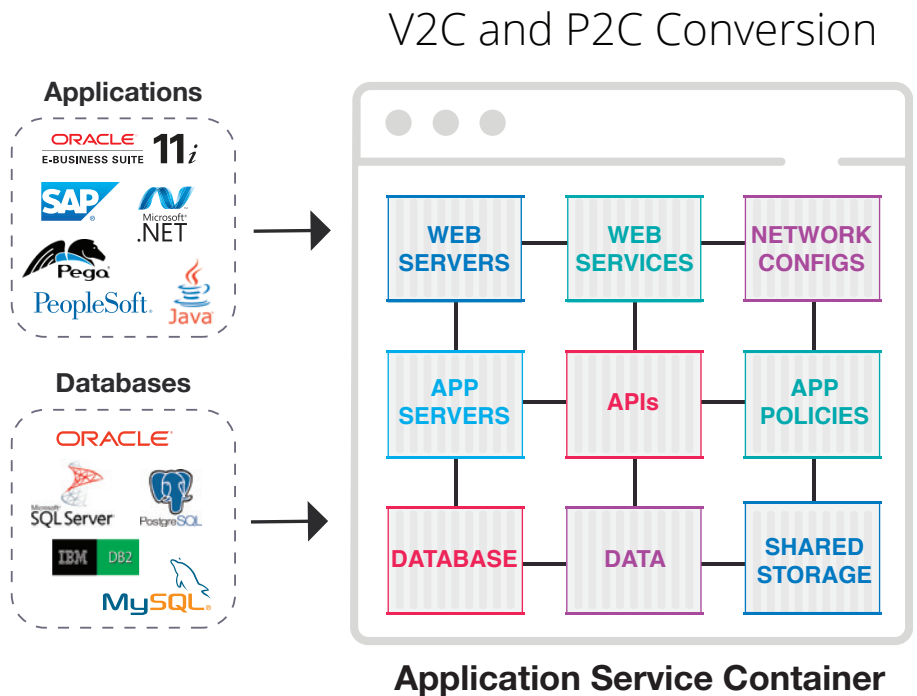 V2C and P2C Conversion
Applications
ORACLE
E-BUSINESS SUITE 11i
SAP
Microsoft
.NET
Pega
PeopleSoft.
Java
Databases
ORACLE
Microsoft
SQL Server
PostgreSQL
IBM DB2
MySQL
WEB
SERVERS
WEB
SERVICES
NETWORK
CONFIGS
APP
SERVERS
APIs
APP
POLICIES
DATABASE
DATA
SHARED
STORAGE
Application Service Container